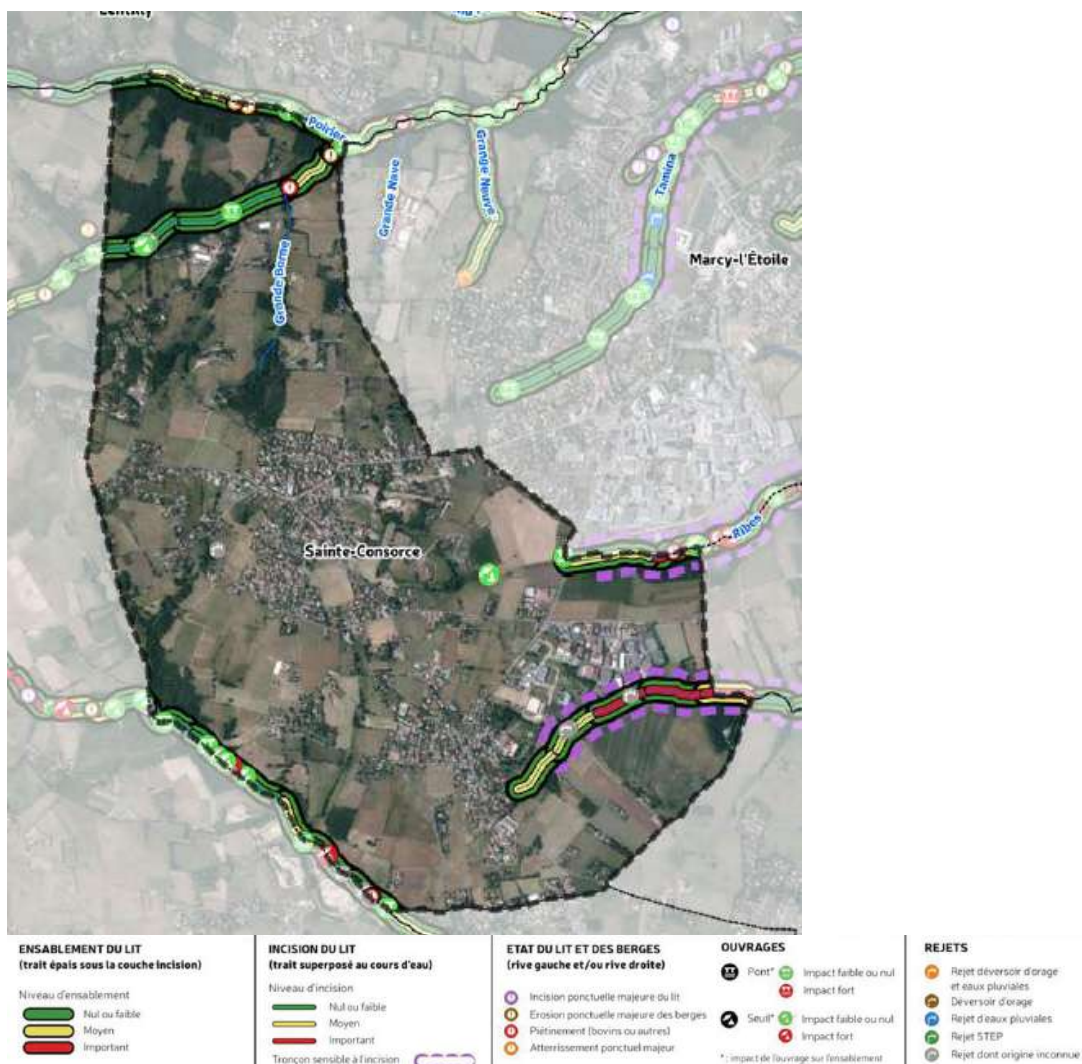 Lentilly
Poirier
Grande Nave
Grange Neuve
Tamina
Marcy-l'Étoile
Grande Borne
Ribes
Sainte-Consorce
ENSABLEMENT DU LIT
(trait épais sous la couche incision)
Niveau d'ensablement
Nul ou faible
Moyen
Important
INCISION DU LIT
(trait superposé au cours d'eau)
Niveau d'incision
Nul ou faible
Moyen
Important
Tronçon sensible à l'incision
ETAT DU LIT ET DES BERGES
(rive gauche et/ou rive droite)
Incision ponctuelle majeure du lit
Erosion ponctuelle majeure des berges
Piétinement (bovins ou autres)
Atterrissement ponctuel majeur
OUVRAGES
Pont* Impact faible ou nul
Impact fort
Seuil* Impact faible ou nul
Impact fort
* : impact de l'ouvrage sur l'ensablement
REJETS
Rejet déversoir d'orage
et eaux pluviales
Déversoir d'orage
Rejet d'eaux pluviales
Rejet STEP
Rejet dont origine inconnue